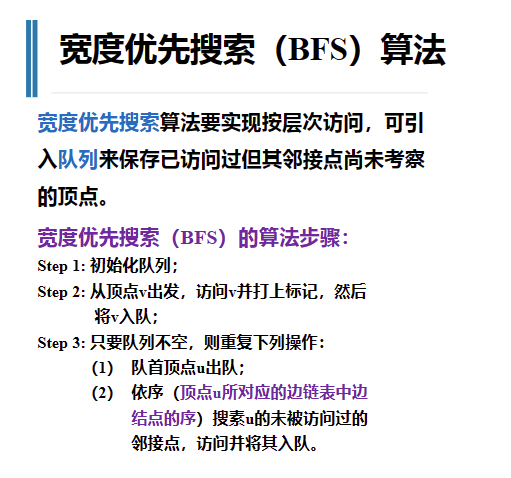 宽度优先搜索（BFS）算法
宽度优先搜索算法要实现按层次访问，可引
入队列来保存已访问过但其邻接点尚未考察
的顶点。
宽度优先搜索（BFS）的算法步骤：
Step 1: 初始化队列；
Step 2: 从顶点v出发，访问v并打上标记，然后
将v入队；
Step 3: 只要队列不空，则重复下列操作：
（1） 队首顶点u出队；
（2） 依序（顶点u所对应的边链表中边
结点的序）搜素u的未被访问过的
邻接点，访问并将其入队。